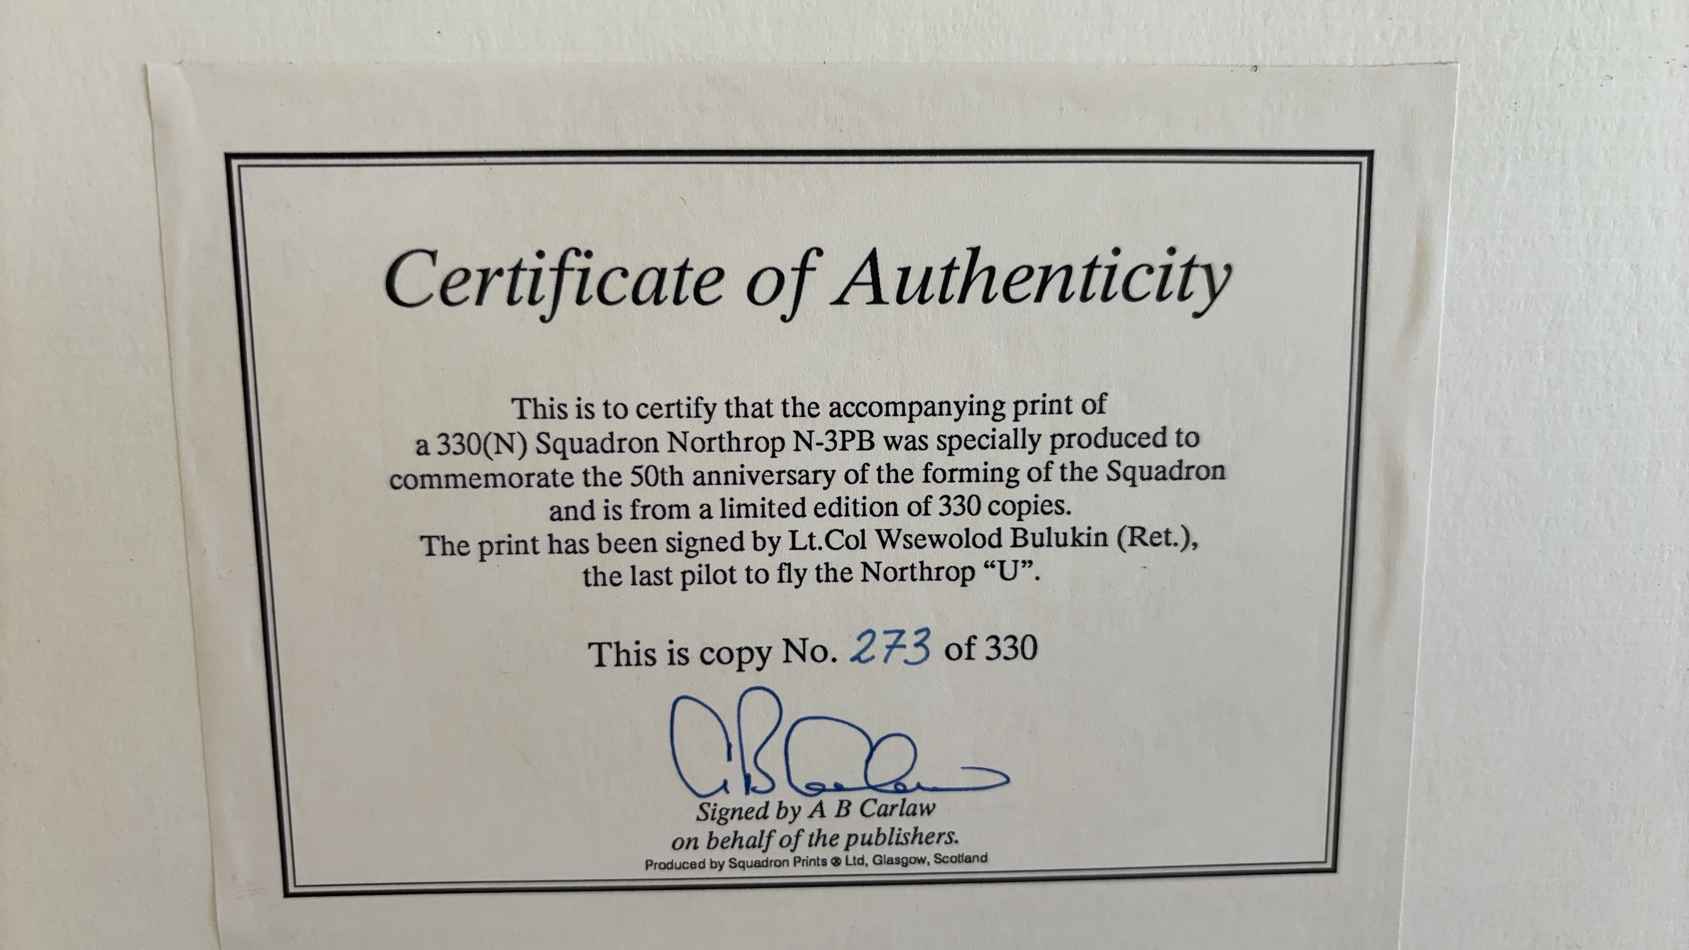 Certificate of Authenticity
This is to certify that the accompanying print of
a 330(N) Squadron Northrop N-3PB was specially produced to
commemorate the 50th anniversary of the forming of the Squadron
and is from a limited edition of 330 copies.
The print has been signed by Lt.Col Wsewolod Bulukin (Ret.),
the last pilot to fly the Northrop “U”.
This is copy No. 273 of 330
A B Carlaw
Signed by A B Carlaw
on behalf of the publishers.
Produced by Squadron Prints ® Ltd, Glasgow, Scotland